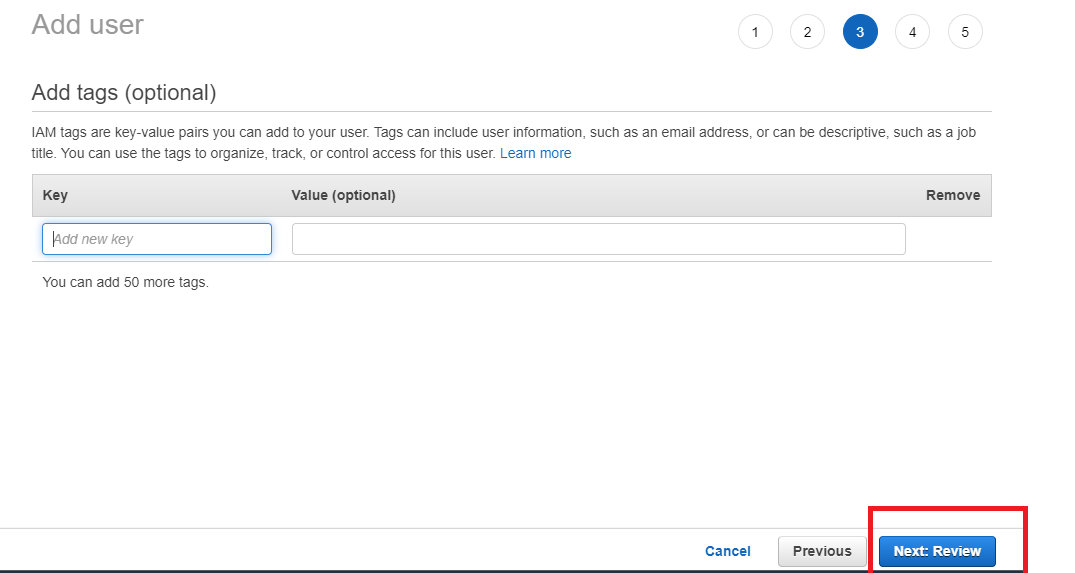 Add user
1 2 3 4 5
Add tags (optional)
IAM tags are key-value pairs you can add to your user. Tags can include user information, such as an email address, or can be descriptive, such as a job
title. You can use the tags to organize, track, or control access for this user. Learn more
Key Value (optional) Remove
Add new key
You can add 50 more tags.
Cancel Previous Next: Review